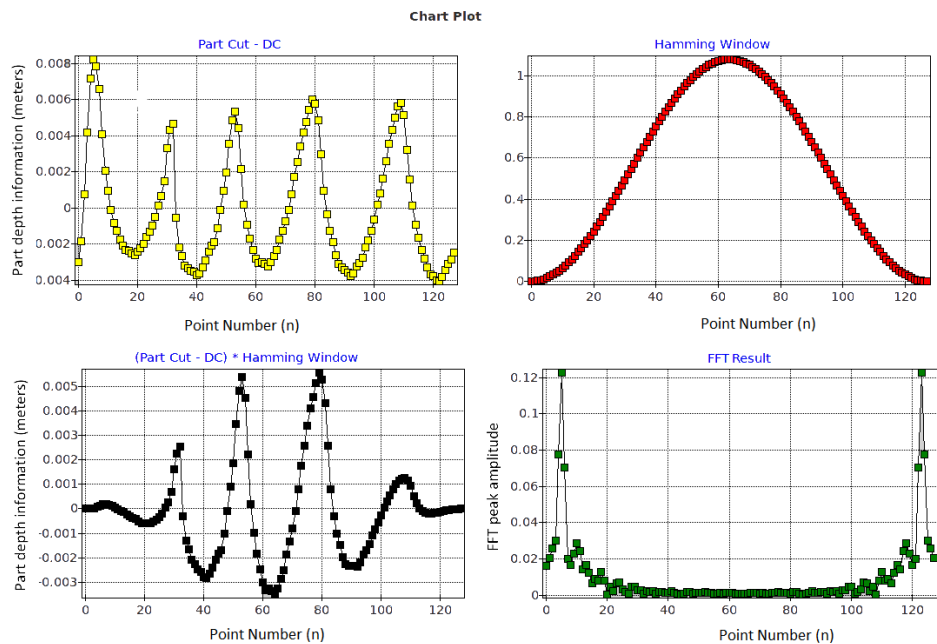 Chart Plot
Part Cut - DC
Part depth information (meters)
0.008
0.006
0.004
0.002
0
0.002
0.004
0 20 40 60 80 100 120
Point Number (n)
Hamming Window
1
0.8
0.6
0.4
0.2
0
0 20 40 60 80 100 120
Point Number (n)
(Part Cut - DC) * Hamming Window
Part depth information (meters)
0.005
0.004
0.003
0.002
0.001
0
-0.001
-0.002
-0.003
0 20 40 60 80 100 120
Point Number (n)
FFT Result
FFT peak amplitude
0.12
0.1
0.08
0.06
0.04
0.02
0
0 20 40 60 80 100 120
Point Number (n)